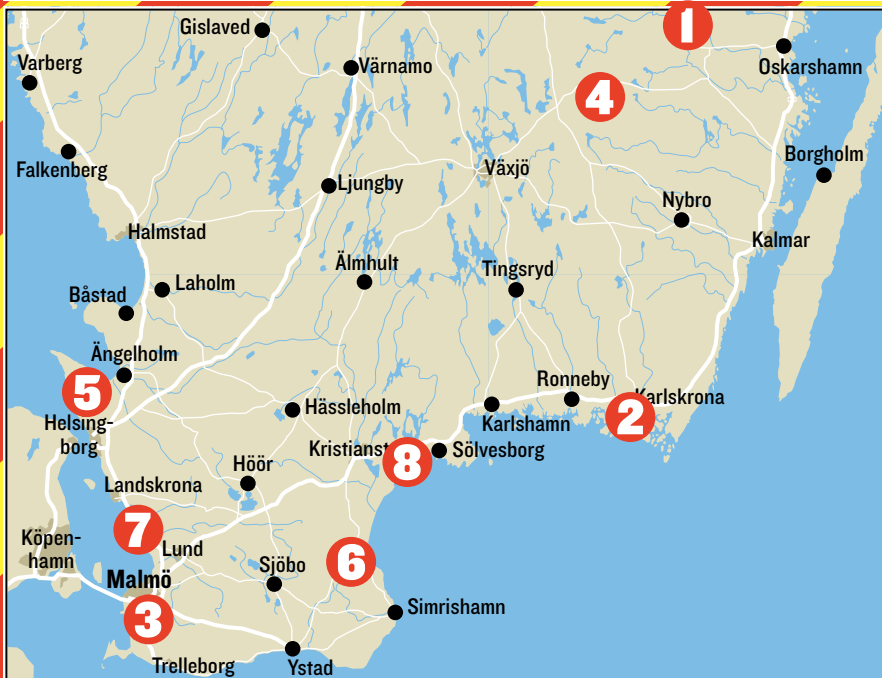 1
Gislaved
Oskarshamn
Varberg
Värnamo
4
Borgholm
Falkenberg
Växjö
Ljungby
Nybro
Halmstad
Kalmar
Älmhult
Tingsryd
Laholm
Båstad
Ängelholm
5
Ronneby
Karlskrona
2
Hässleholm
Karlshamn
Helsing-
borg
Kristianst
8
Sölvesborg
Höör
Landskrona
7
Köpen-
hamn
Lund
6
Sjöbo
Malmö
3
Simrishamn
Trelleborg
Ystad